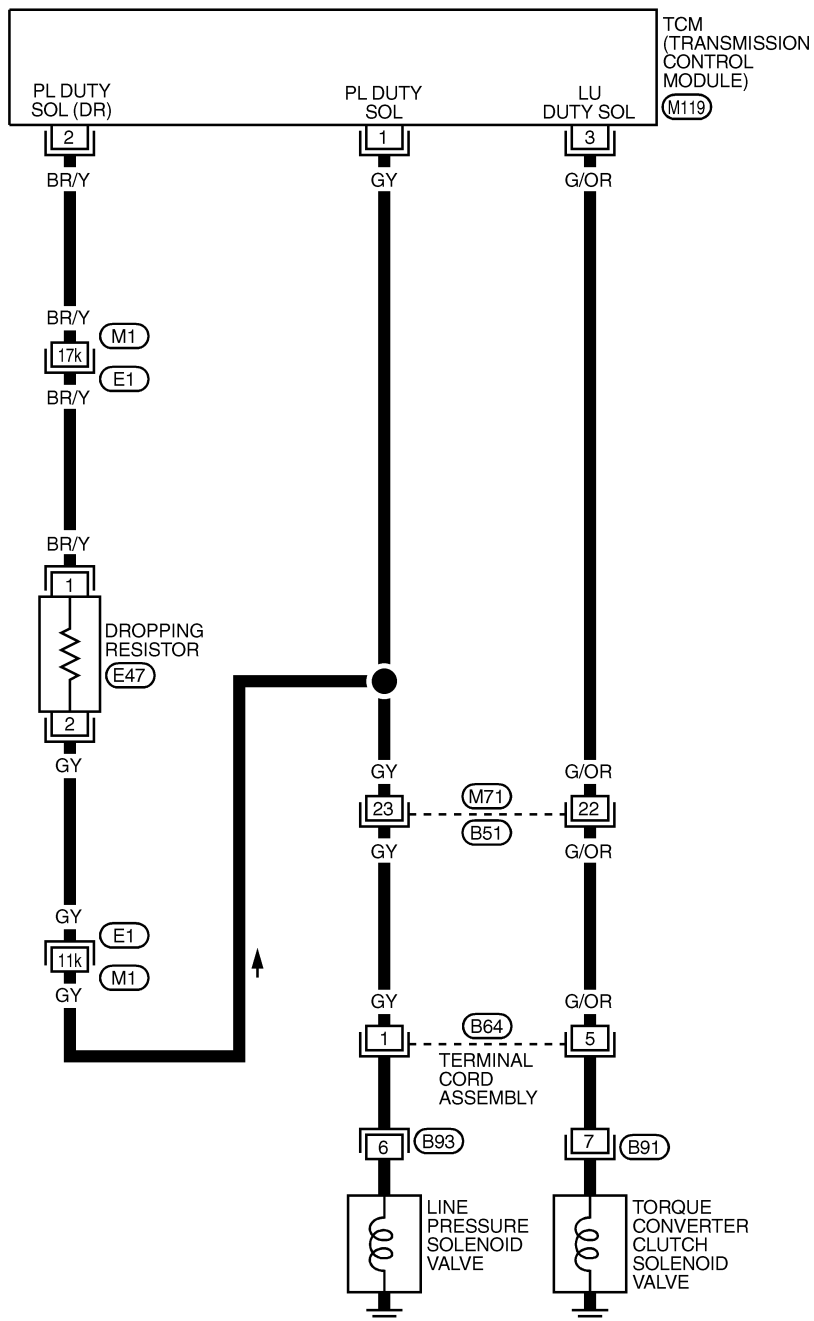 TCM
(TRANSMISSION
CONTROL
MODULE)
M119
PL DUTY
SOL (DR)
PL DUTY
SOL
LU
DUTY SOL
2
1
3
BR/Y
GY
G/OR
BR/Y
M1
17k
E1
BR/Y
BR/Y
1
DROPPING
RESISTOR
E47
2
GY
GY
G/OR
M71
23
22
B51
GY
G/OR
GY
E1
11k
M1
GY
GY
G/OR
B64
1
5
TERMINAL
CORD
ASSEMBLY
6
B93
7
B91
LINE
PRESSURE
SOLENOID
VALVE
TORQUE
CONVERTER
CLUTCH
SOLENOID
VALVE